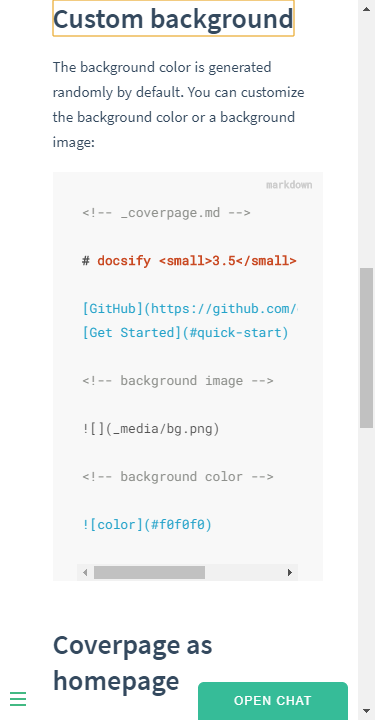 Custom background
The background color is generated
randomly by default. You can customize
the background color or a background
image:
markdown
<!-- _coverpage.md -->
# docsify <small>3.5</small>
[GitHub](https://github.com/
[Get Started](#quick-start)
<!-- background image -->
![](_media/bg.png)
<!-- background color -->
![color](#f0f0f0)
Coverpage as
homepage
OPEN CHAT